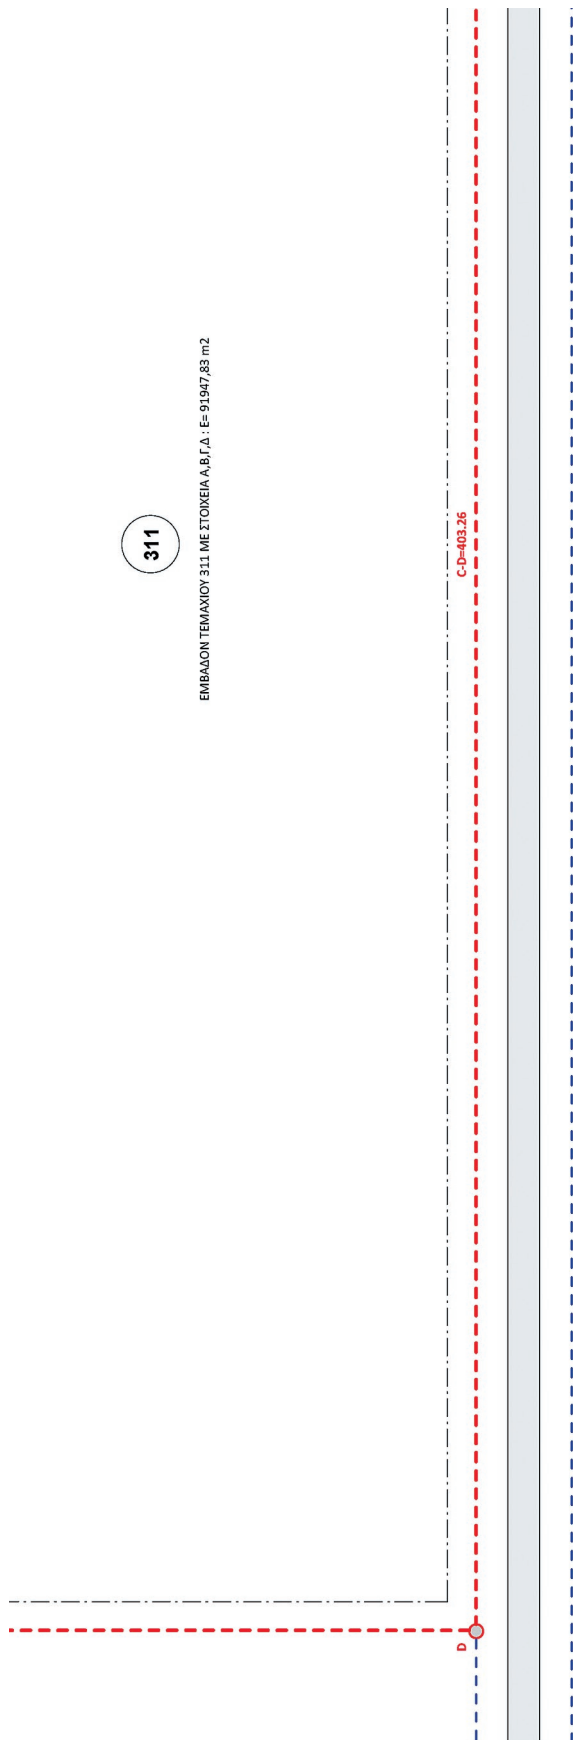 311
ΕΜΒΑΔΟΝ ΤΕΜΑΧΙΟΥ 311 ΜΕ ΣΤΟΙΧΕΙΑ Α,Β,Γ,Δ : Ε= 91947,83 m2
C-D=403.26
D